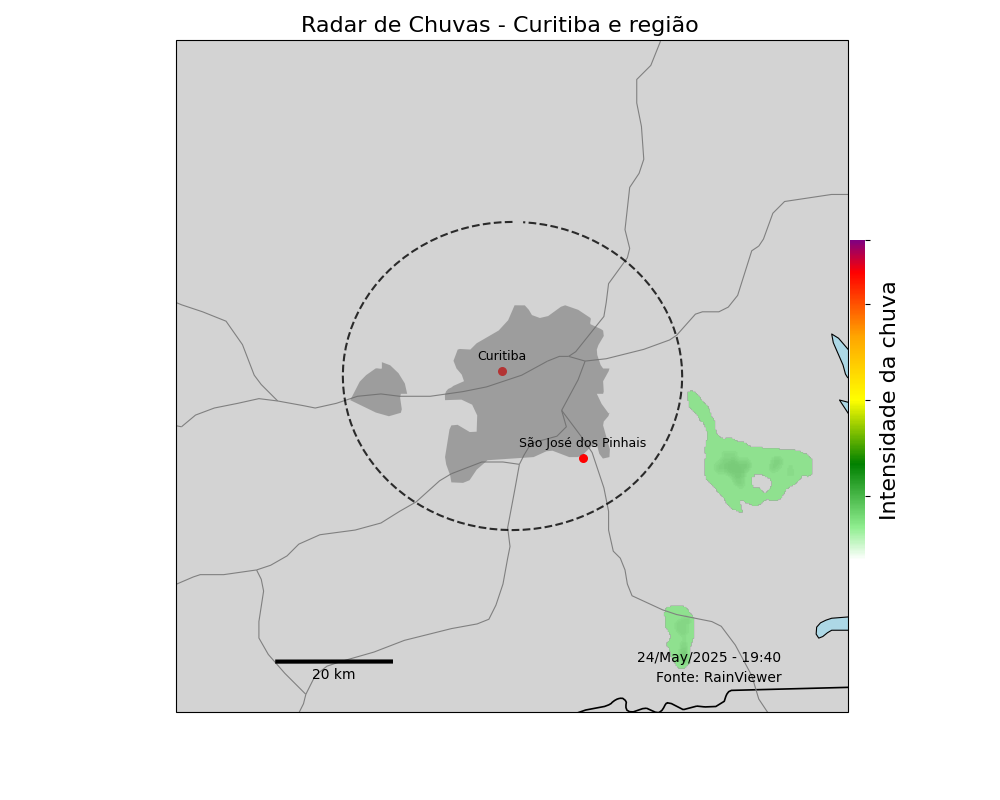 Radar de Chuvas - Curitiba e região
Curitiba
São José dos Pinhais
Intensidade da chuva
24/May/2025 - 19:40
20 km
Fonte: RainViewer